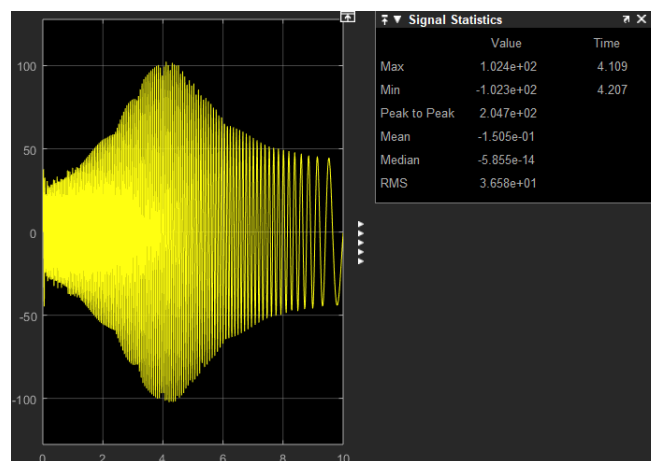 Signal Statistics
Value Time
Max 1.024e+02 4.109
Min -1.023e+02 4.207
Peak to Peak 2.047e+02
Mean -1.505e-01
Median -5.855e-14
RMS 3.658e+01
100
50
0
-50
-100
0 2 4 6 8 10